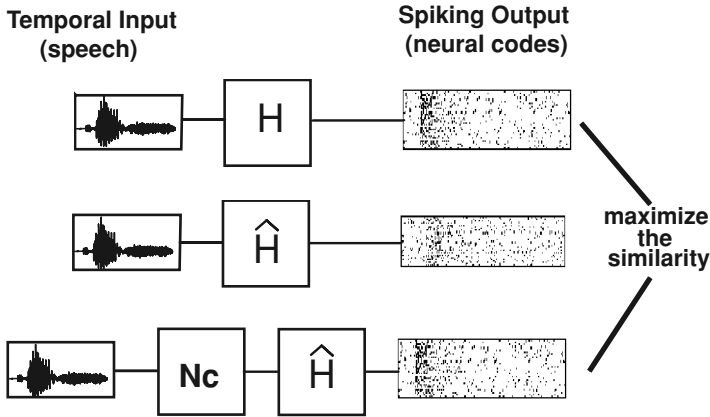 Temporal Input
(speech)
Spiking Output
(neural codes)
H
Ĥ
maximize
the
similarity
Nc
Ĥ